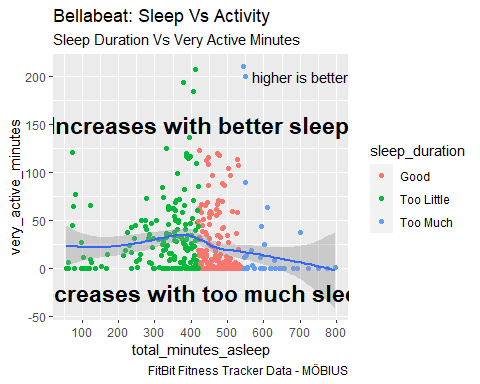 Bellabeat: Sleep Vs Activity
Sleep Duration Vs Very Active Minutes
higher is better
ncreases with better sleep
creases with too much slee
very_active_minutes
200
150
100
50
0
-50
100 200 300 400 500 600 700 800
total_minutes_asleep
sleep_duration
Good
Too Little
Too Much
FitBit Fitness Tracker Data - MÖBIUS